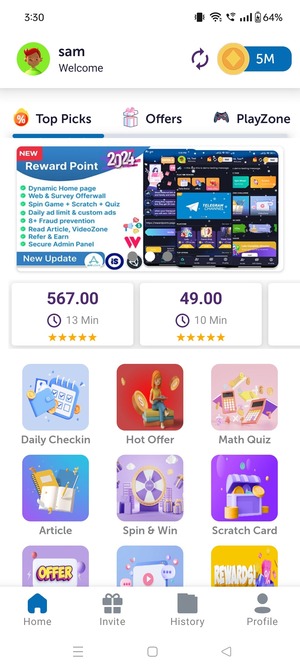 3:30
64%
sam
Welcome
5M
Top Picks
Offers
PlayZone
NEW
Reward Point
2024
Dynamic Home page
Web & Survey Offerwall
Spin Game + Scratch + Quiz
Daily ad limit & custom ads
8+ Fraud prevention
Read Article, VideoZone
Refer & Earn
Secure Admin Panel
New Update
TELEGRAM
567.00
13 Min
49.00
10 Min
Daily Checkin
Hot Offer
Math Quiz
Article
Spin & Win
Scratch Card
OFFER
REWARDS!
Home
Invite
History
Profile